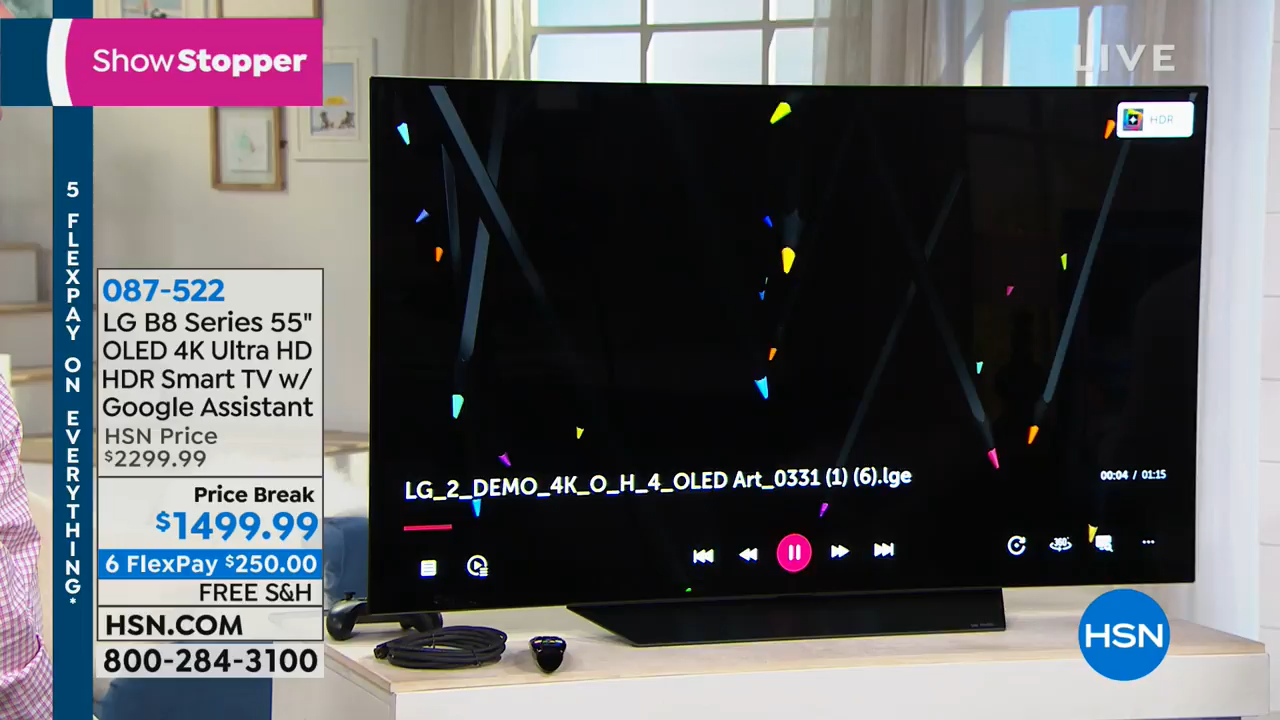 ShowStopper
LIVE
HDR
5 FLEXPAY ON EVERYTHING*
087-522
LG B8 Series 55"
OLED 4K Ultra HD
HDR Smart TV w/
Google Assistant
HSN Price
$2299.99
Price Break
$1499.99
6 FlexPay $250.00
FREE S&H
HSN.COM
800-284-3100
LG_2_DEMO_4K_O_H_4_OLED Art_0331 (1) (6).lge
00:04 / 01:15
360°
HSN